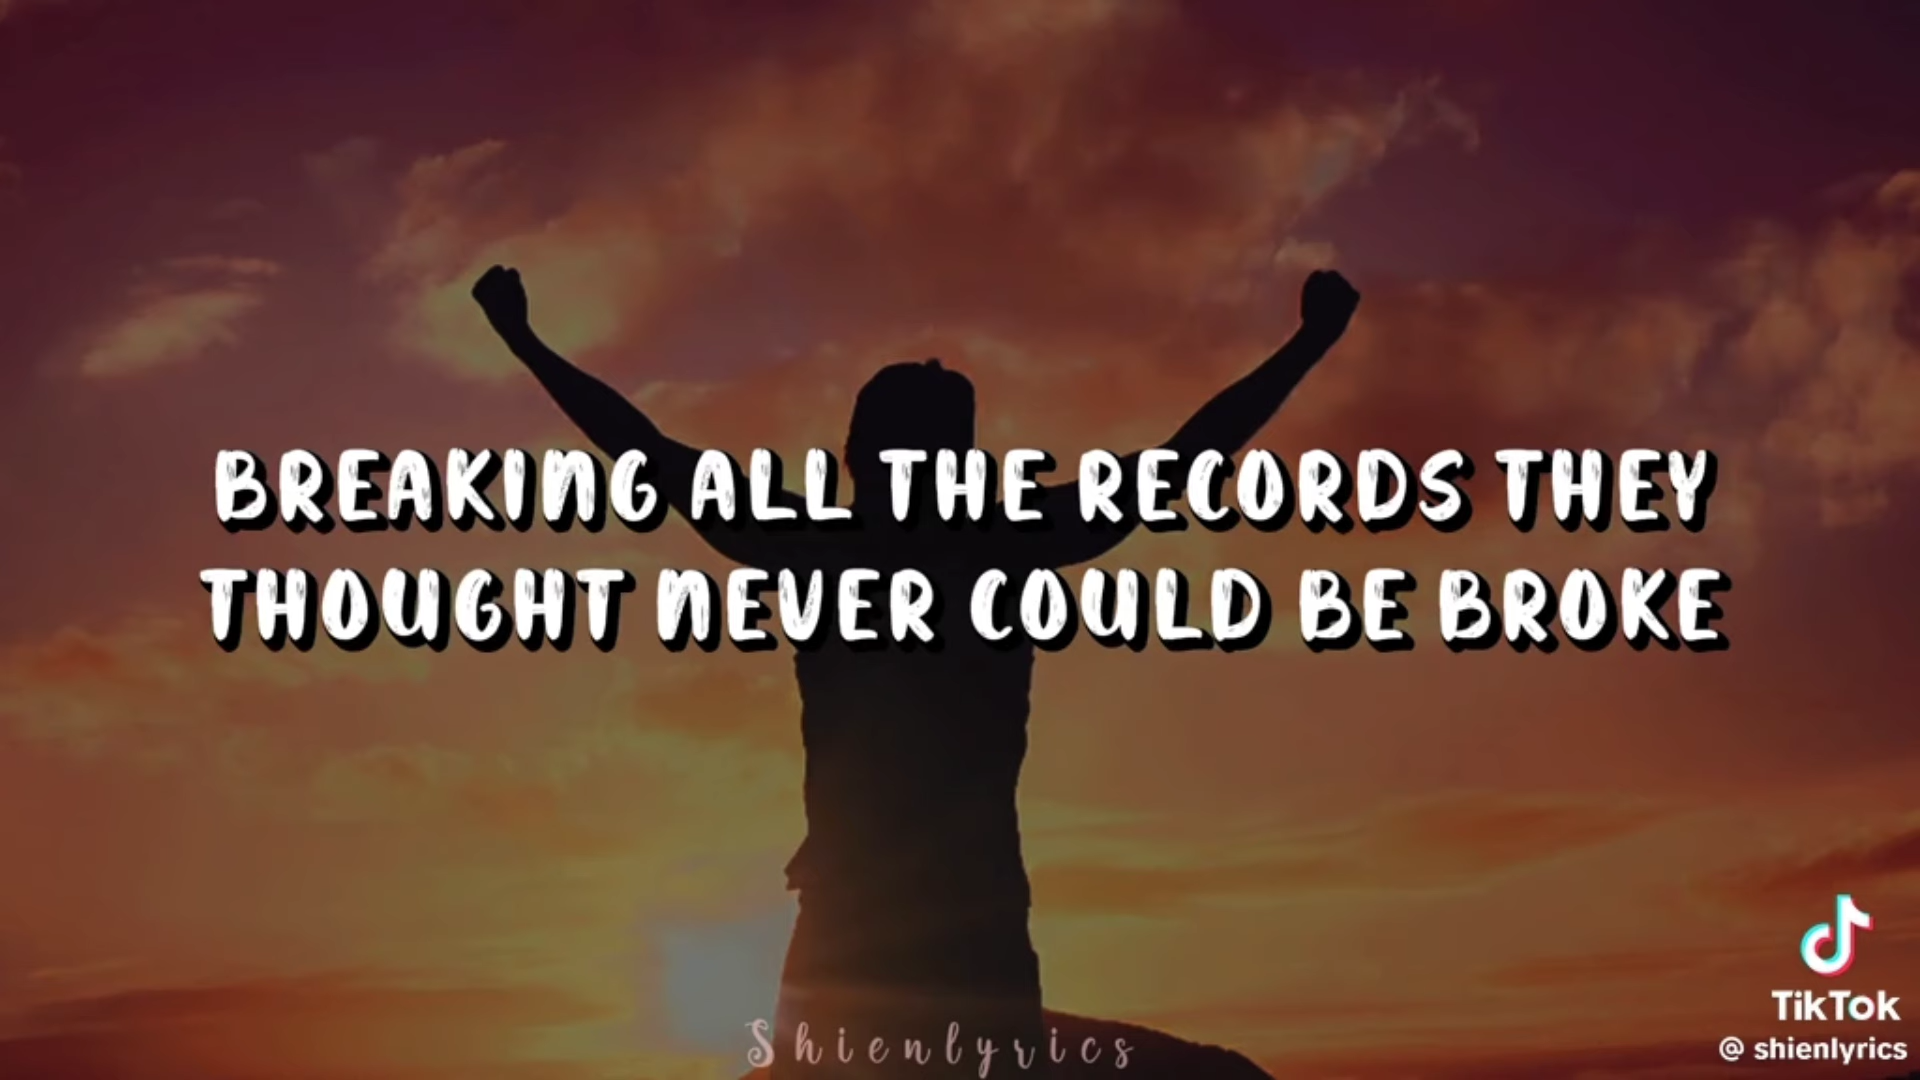 BREAKING ALL THE RECORDS THEY
THOUGHT NEVER COULD BE BROKE
Shienlyrics
TikTok
@ shienlyrics